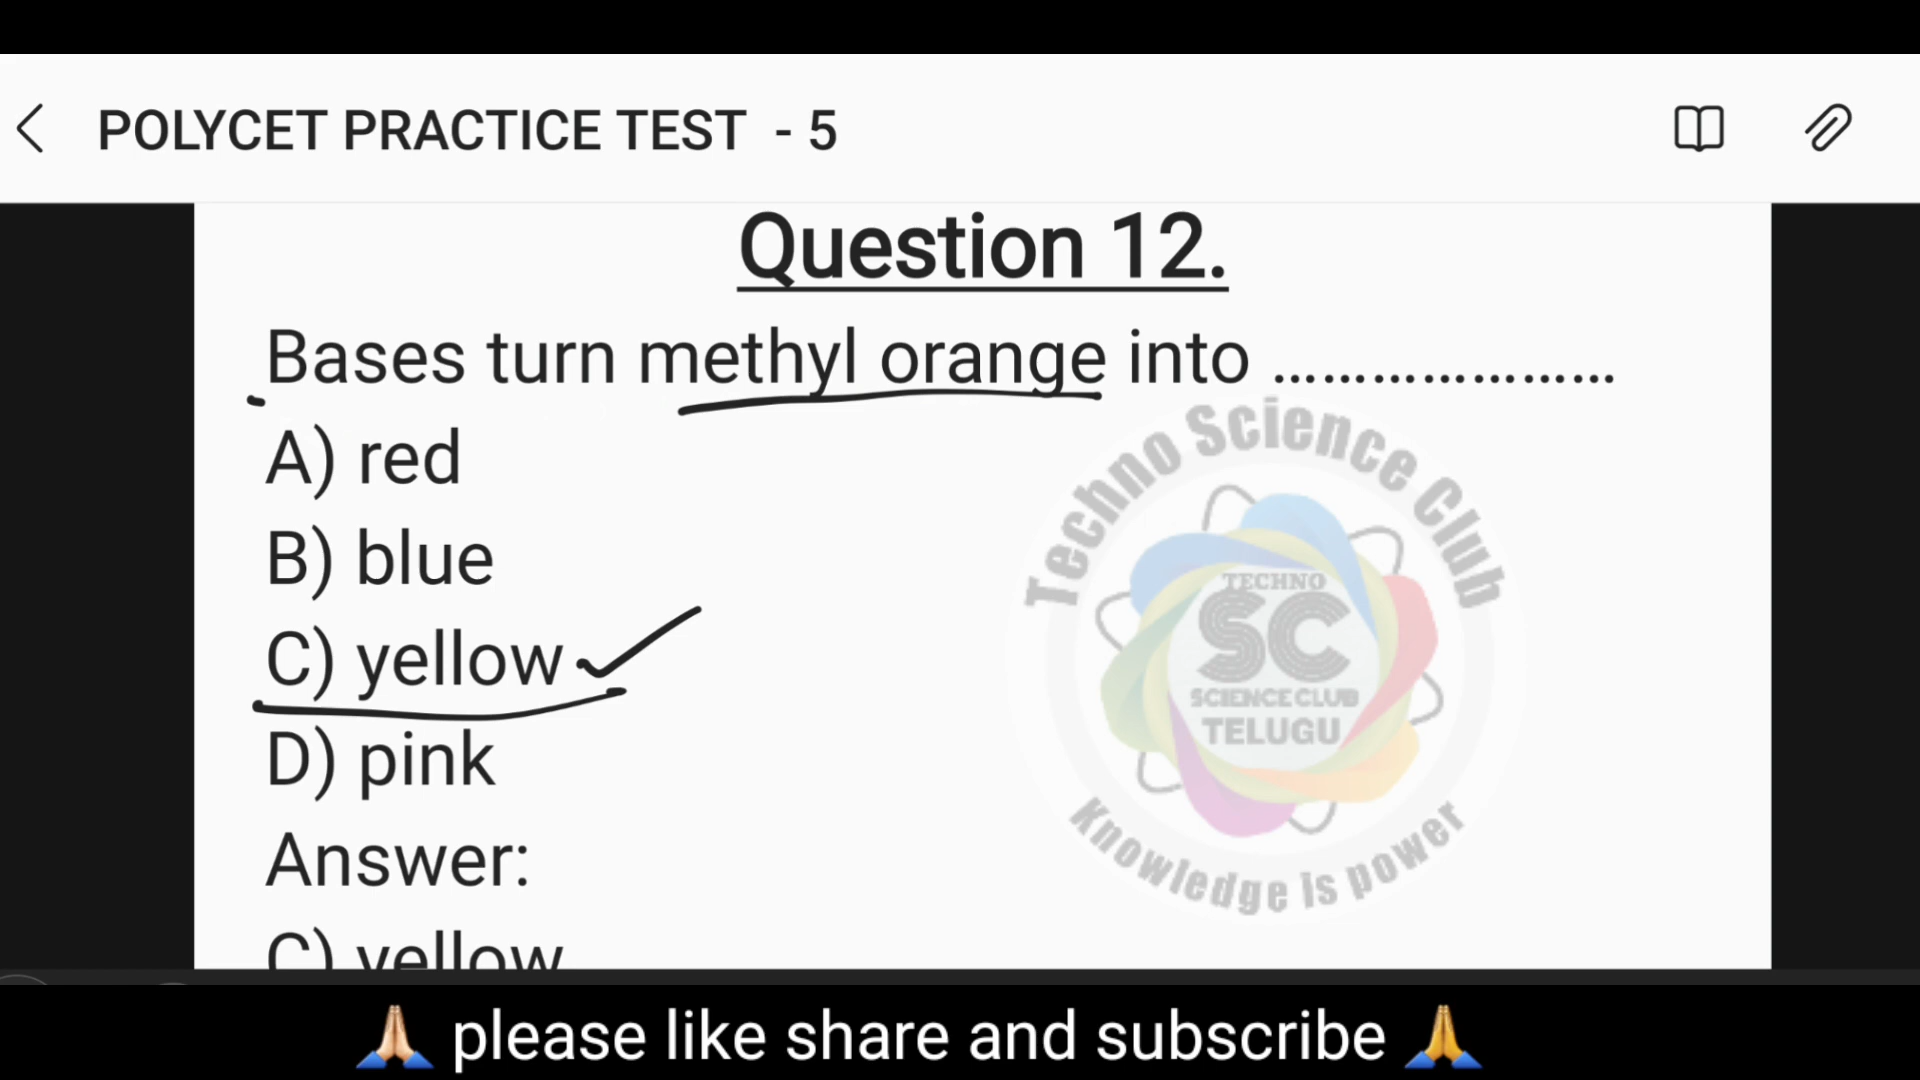 POLYCET PRACTICE TEST - 5
Question 12.
Bases turn methyl orange into .....................
A) red
B) blue
C) yellow
D) pink
Answer:
C) yellow
Techno Science Club
TECHNO
SC
SCIENCE CLUB
TELUGU
Knowledge is power
🙏🏻 please like share and subscribe 🙏